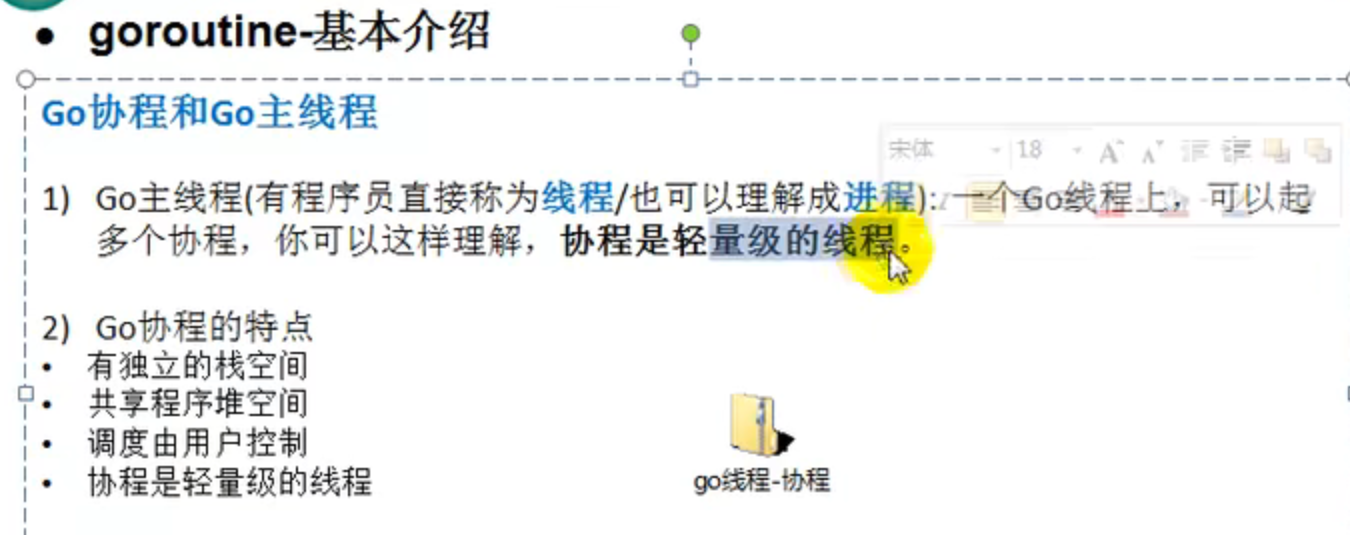 • goroutine-基本介绍
Go协程和Go主线程
宋体 18
1) Go主线程(有程序员直接称为线程/也可以理解成进程):一个Go线程上，可以起
多个协程，你可以这样理解，协程是轻量级的线程。
2) Go协程的特点
• 有独立的栈空间
• 共享程序堆空间
• 调度由用户控制
• 协程是轻量级的线程
go线程-协程